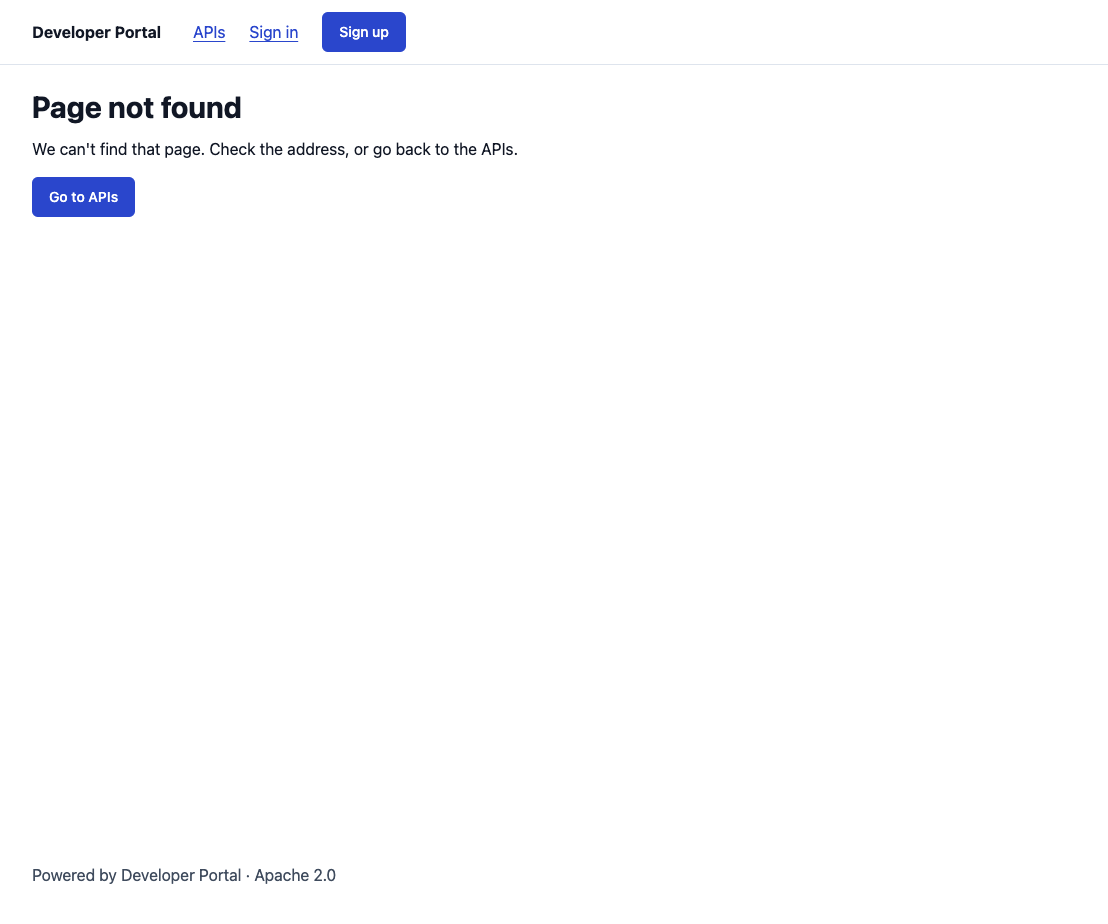 Developer Portal APIs Sign in Sign up
Page not found
We can't find that page. Check the address, or go back to the APIs.
Go to APIs
Powered by Developer Portal · Apache 2.0